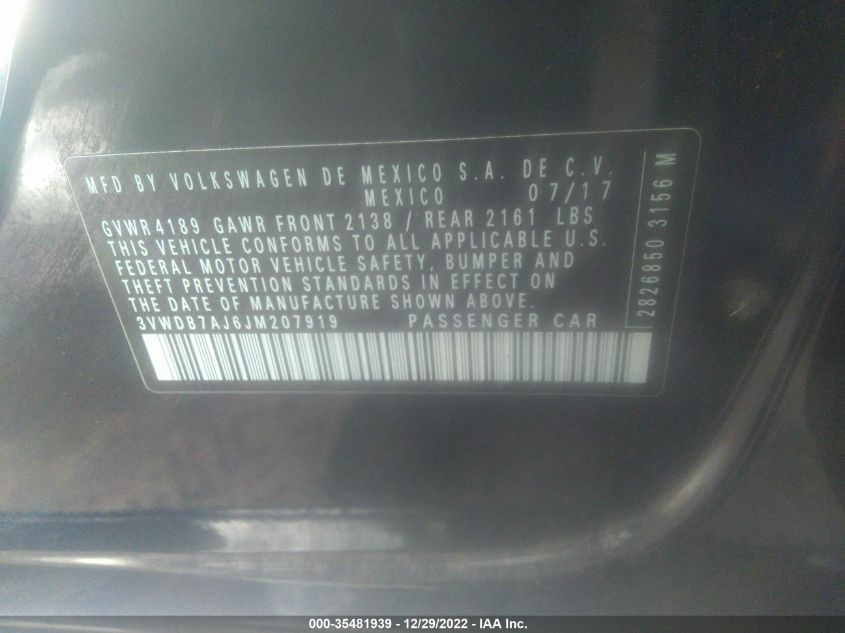 MFD BY VOLKSWAGEN DE MEXICO S.A. DE C.V.
MEXICO 07/17
GVWR 4189 GAWR FRONT 2138 / REAR 2161 LBS
THIS VEHICLE CONFORMS TO ALL APPLICABLE U.S.
FEDERAL MOTOR VEHICLE SAFETY, BUMPER AND
THEFT PREVENTION STANDARDS IN EFFECT ON
THE DATE OF MANUFACTURE SHOWN ABOVE.
3VWDB7AJ6JM207919 PASSENGER CAR
2826850 3156 M
000-35481939 - 12/29/2022 - IAA Inc.